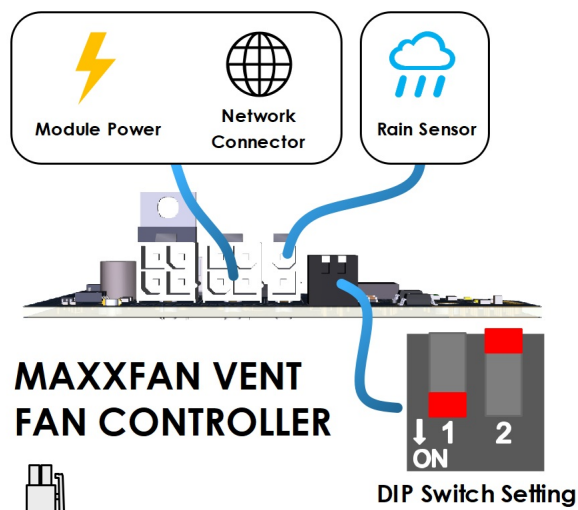 Module Power
Network
Connector
Rain Sensor
MAXXFAN VENT
FAN CONTROLLER
↓ 1 2
ON
DIP Switch Setting